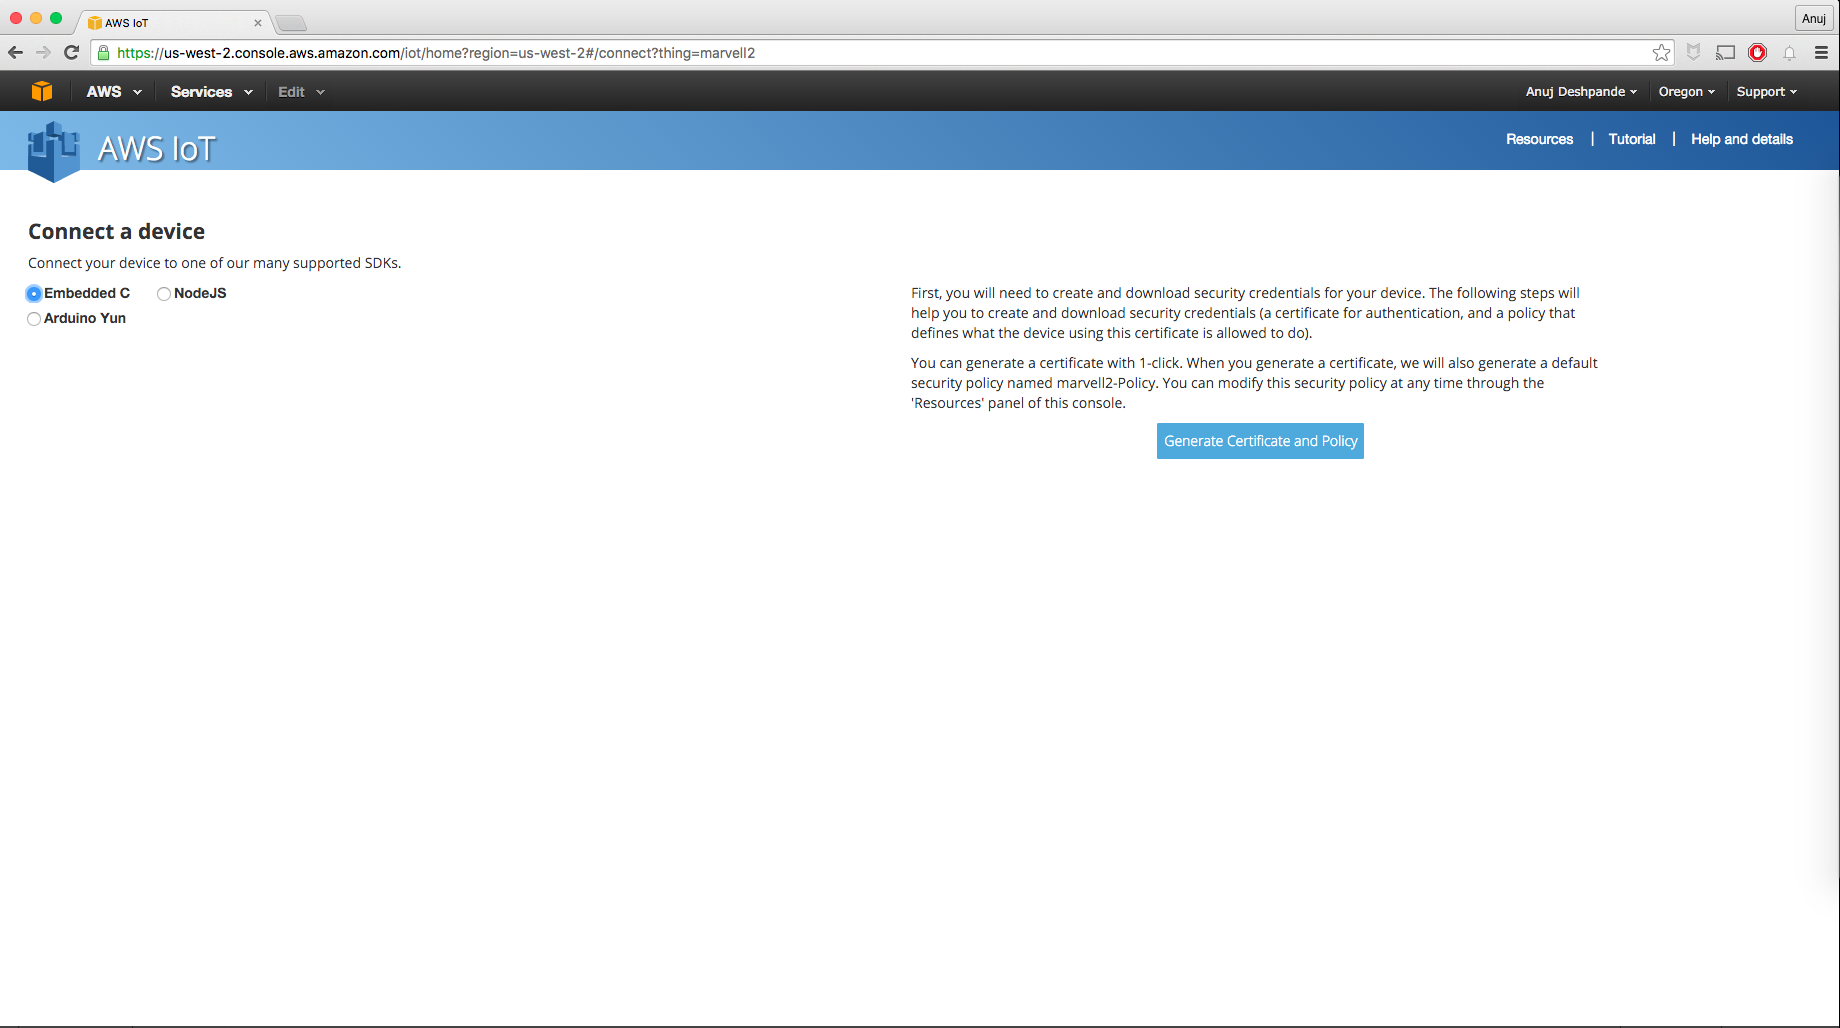 AWS IoT
Anuj
https://us-west-2.console.aws.amazon.com/iot/home?region=us-west-2#/connect?thing=marvell2
AWS Services Edit Anuj Deshpande Oregon Support
AWS IoT Resources | Tutorial | Help and details
Connect a device
Connect your device to one of our many supported SDKs.
Embedded C NodeJS
Arduino Yun
First, you will need to create and download security credentials for your device. The following steps will
help you to create and download security credentials (a certificate for authentication, and a policy that
defines what the device using this certificate is allowed to do).
You can generate a certificate with 1-click. When you generate a certificate, we will also generate a default
security policy named marvell2-Policy. You can modify this security policy at any time through the
'Resources' panel of this console.
Generate Certificate and Policy